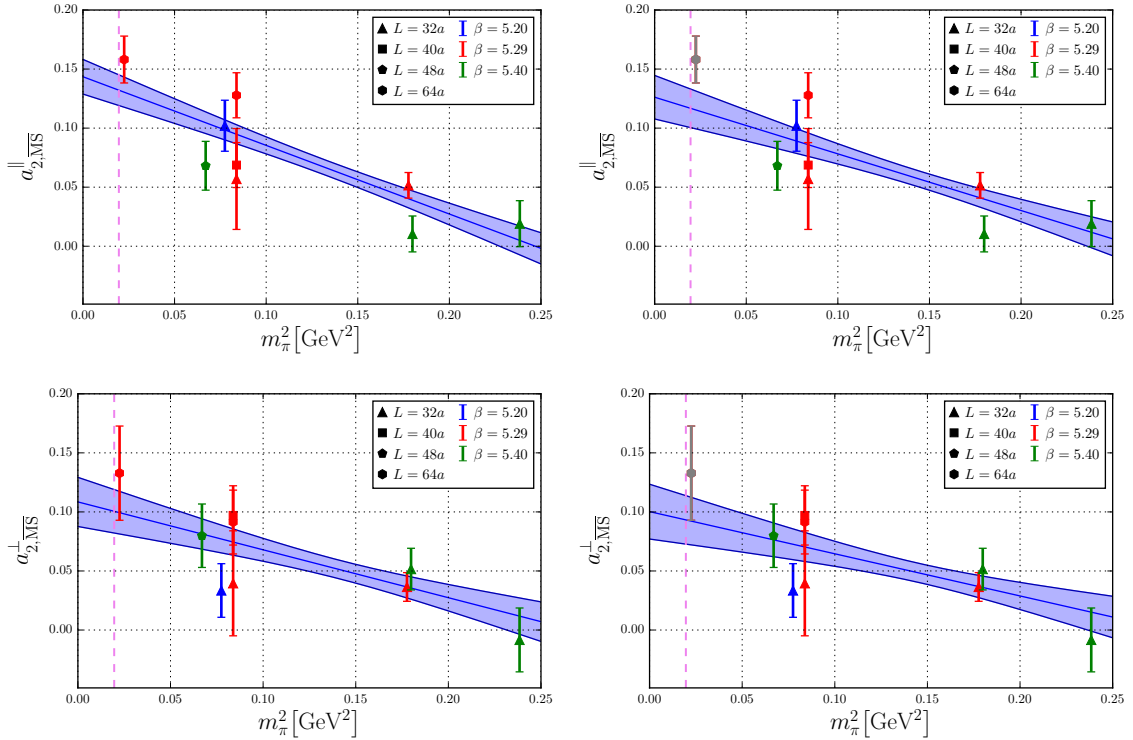 0.20
0.15
0.10
0.05
0.00
0.00 0.05 0.10 0.15 0.20 0.25
a^∥_{2,\overline{MS}}
m_π^2[GeV^2]
L = 32a β = 5.20
L = 40a β = 5.29
L = 48a β = 5.40
L = 64a
0.20
0.15
0.10
0.05
0.00
0.00 0.05 0.10 0.15 0.20 0.25
a^∥_{2,\overline{MS}}
m_π^2[GeV^2]
L = 32a β = 5.20
L = 40a β = 5.29
L = 48a β = 5.40
L = 64a
0.20
0.15
0.10
0.05
0.00
0.00 0.05 0.10 0.15 0.20 0.25
a^⊥_{2,\overline{MS}}
m_π^2[GeV^2]
L = 32a β = 5.20
L = 40a β = 5.29
L = 48a β = 5.40
L = 64a
0.20
0.15
0.10
0.05
0.00
0.00 0.05 0.10 0.15 0.20 0.25
a^⊥_{2,\overline{MS}}
m_π^2[GeV^2]
L = 32a β = 5.20
L = 40a β = 5.29
L = 48a β = 5.40
L = 64a